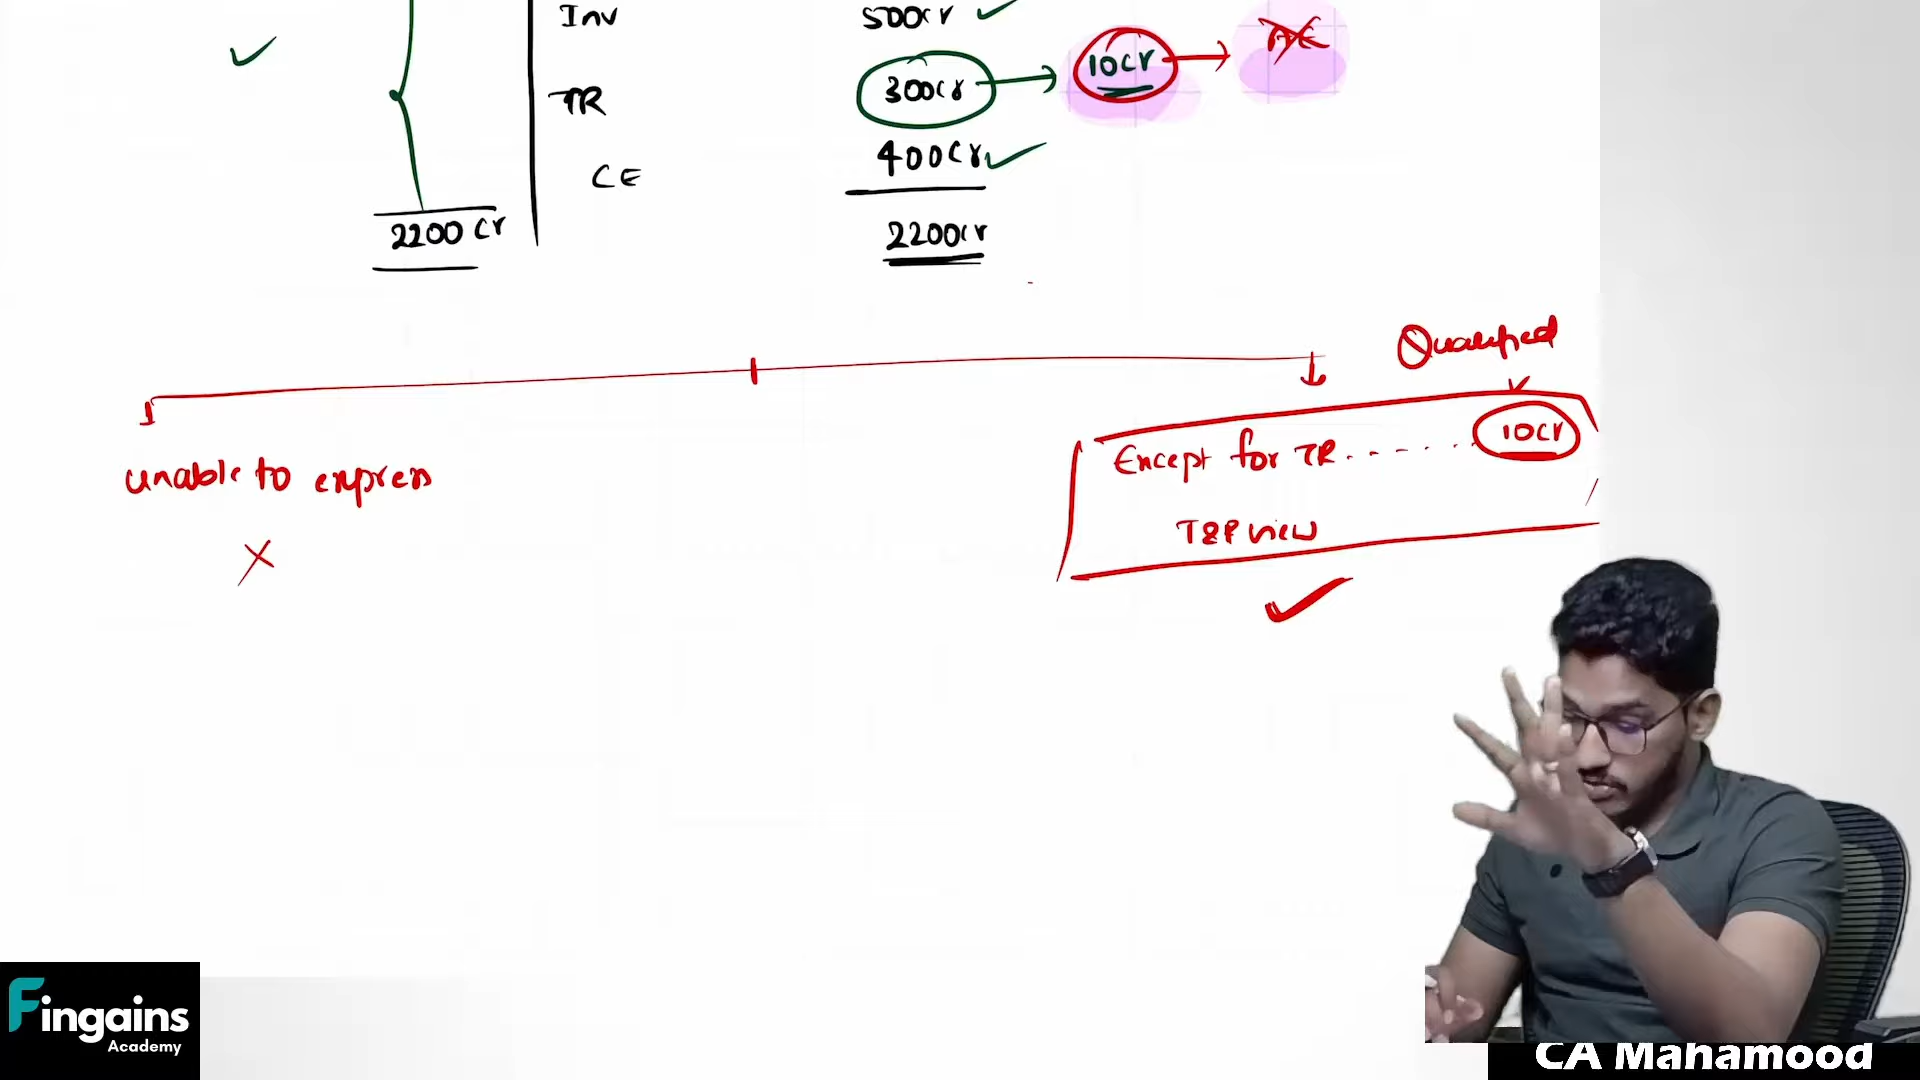 Inv 500Cr
TR 300Cr 10Cr AE
CE 400Cr
2200 Cr 2200Cr
Qualified
unable to express
Except for TR...... 10Cr
T&F view
Fingains
Academy
CA Mahamood